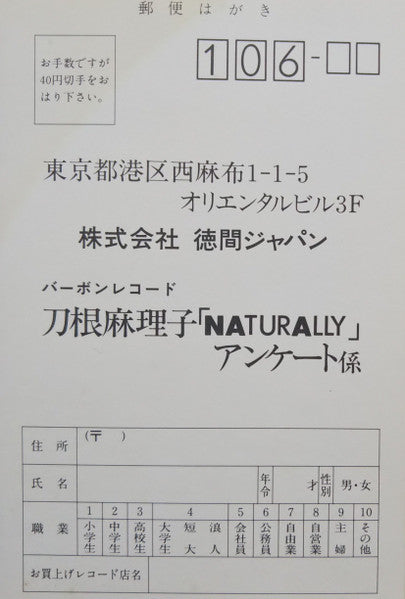 郵便はがき
お手数ですが
40円切手をお
はり下さい。
106-□□
東京都港区西麻布1-1-5
オリエンタルビル3F
株式会社 徳間ジャパン
バーボンレコード
刀根麻理子「NATURALLY」
アンケート係
住所 (〒 )
氏名 年令 才 性別 男・女
職業
1 小学生
2 中学生
3 高校生
4 大学生 短大 浪人
5 会社員
6 公務員
7 自由業
8 自営業
9 主婦
10 その他
お買上げレコード店名